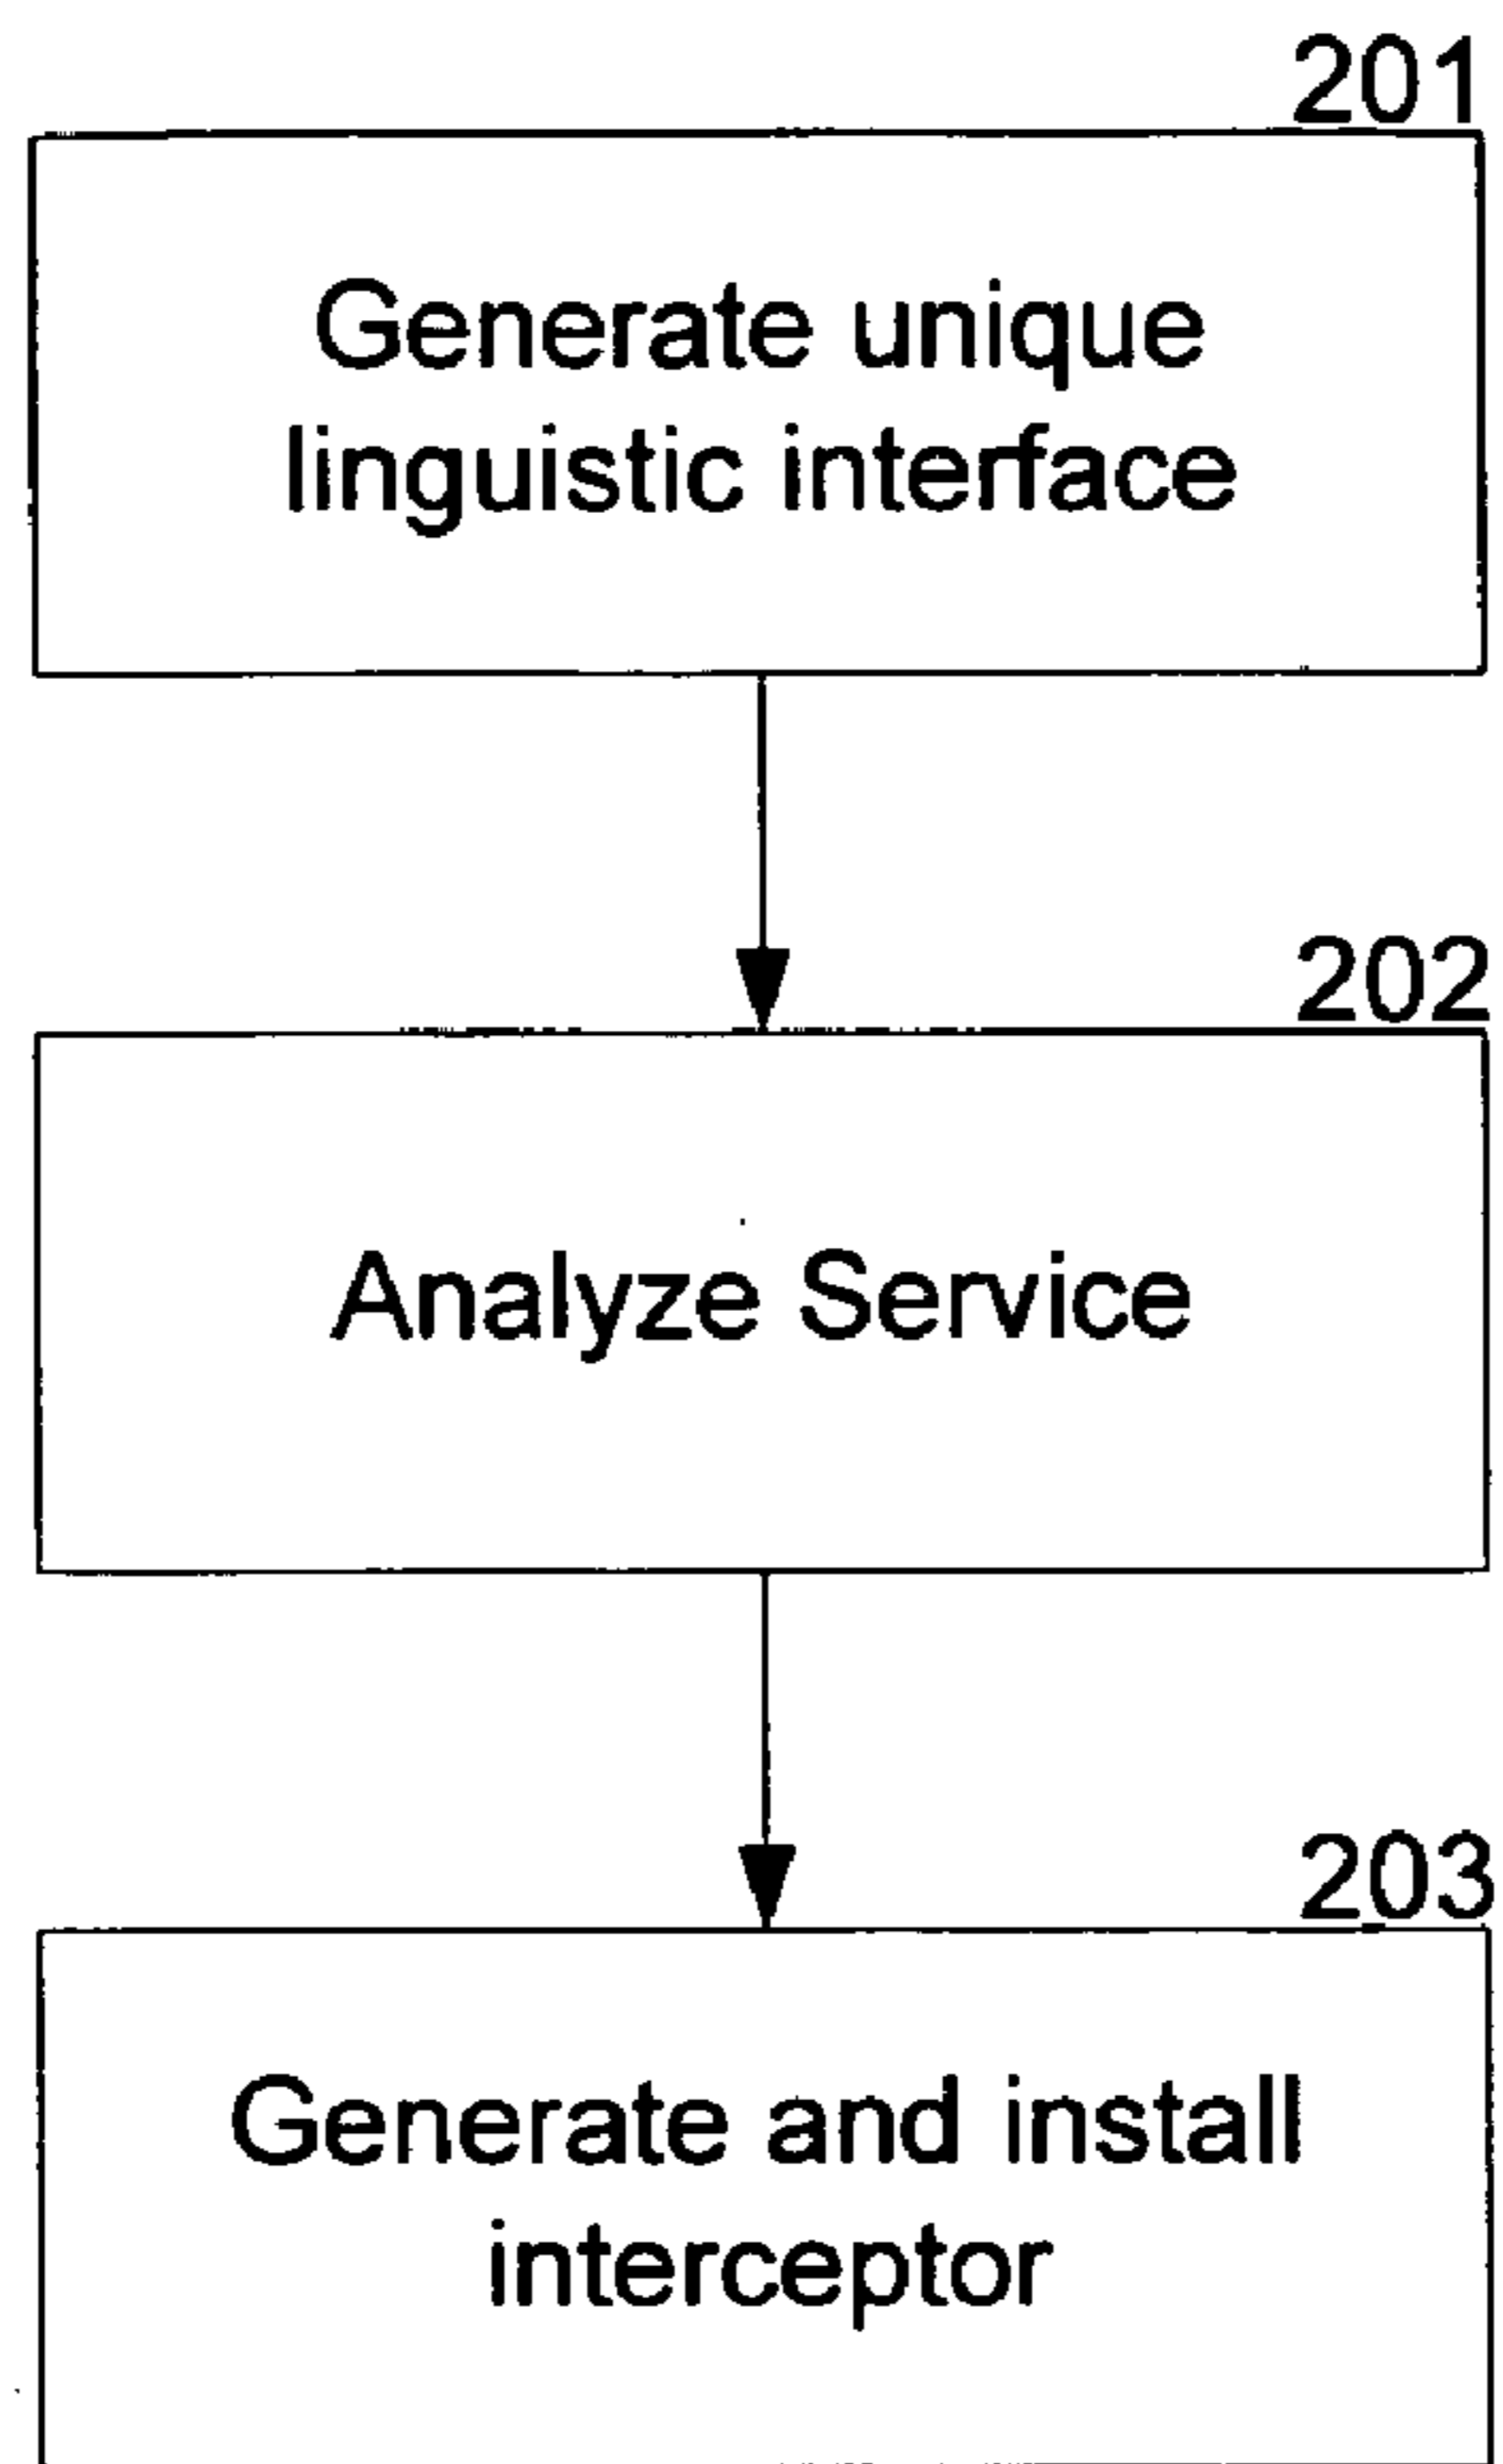 201
Generate unique
linguistic interface
202
Analyze Service
203
Generate and install
interceptor